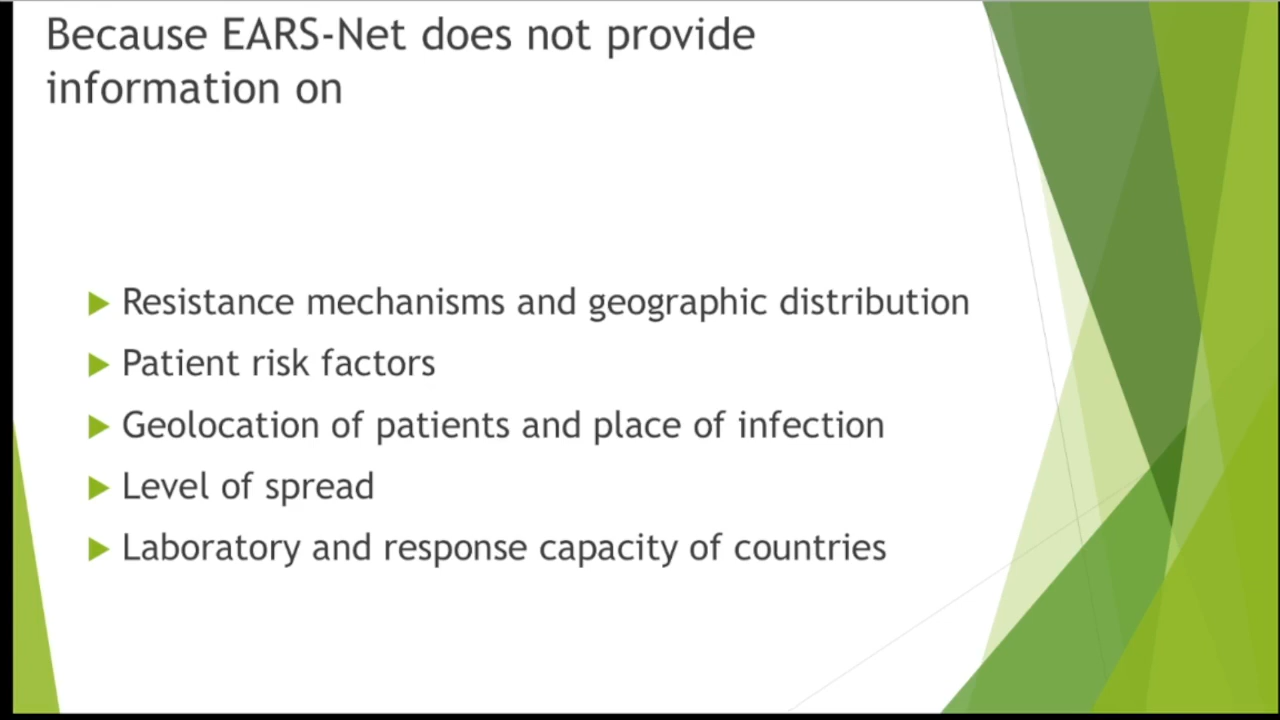 Because EARS-Net does not provide
information on
Resistance mechanisms and geographic distribution
Patient risk factors
Geolocation of patients and place of infection
Level of spread
Laboratory and response capacity of countries